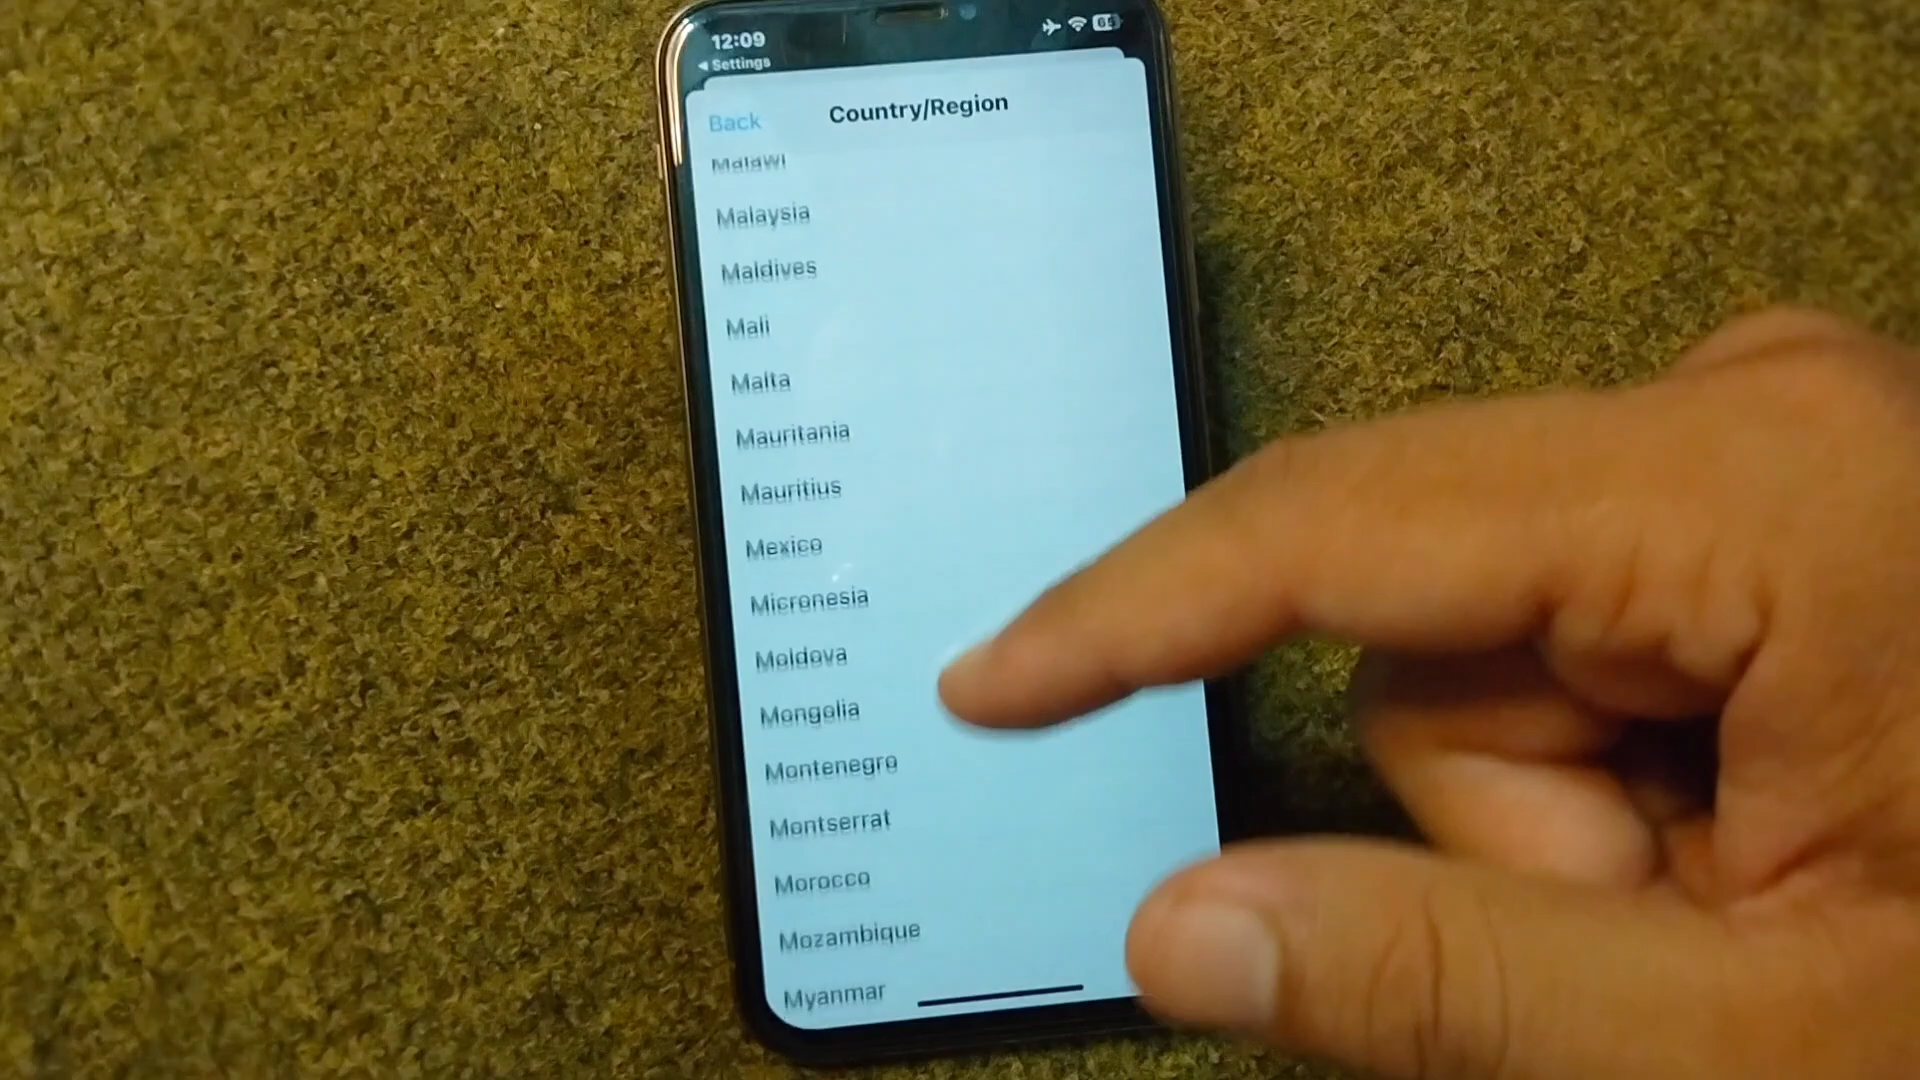 12:09
65
◀ Settings
Back
Country/Region
Malawi
Malaysia
Maldives
Mali
Malta
Mauritania
Mauritius
Mexico
Micronesia
Moldova
Mongolia
Montenegro
Montserrat
Morocco
Mozambique
Myanmar